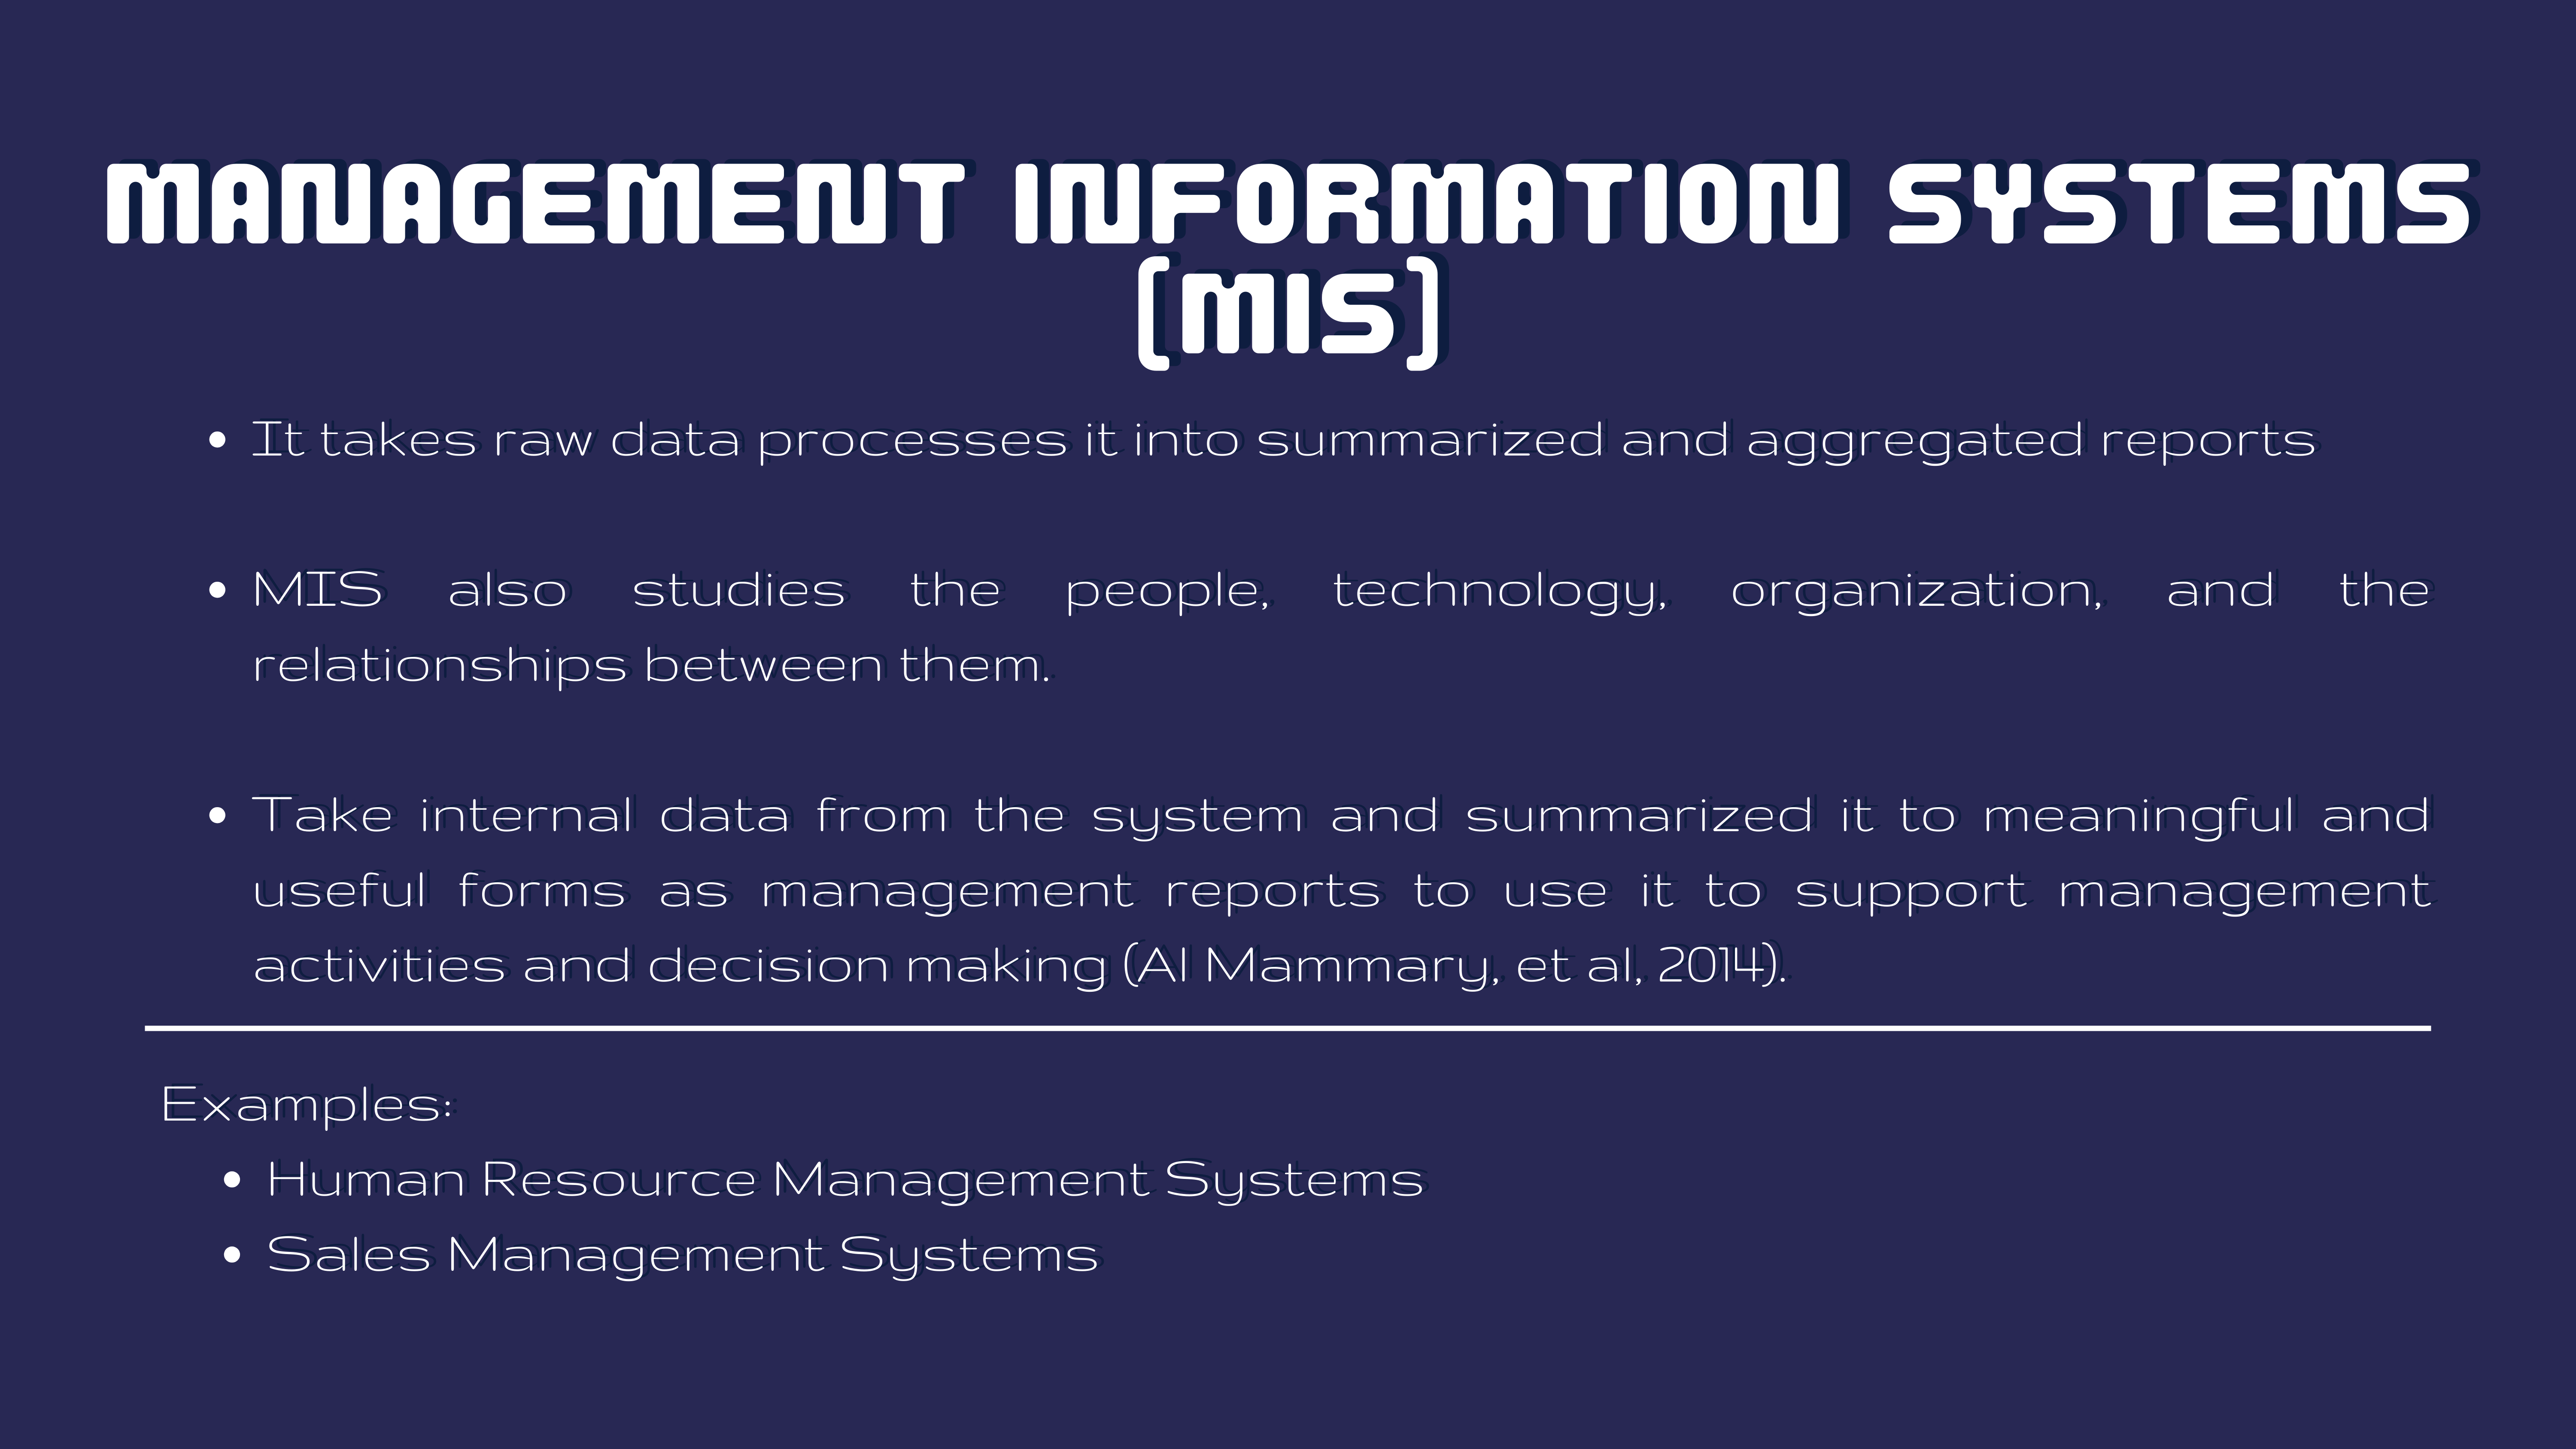 MANAGEMENT INFORMATION SYSTEMS
(MIS)
• It takes raw data processes it into summarized and aggregated reports
• MIS also studies the people, technology, organization, and the
relationships between them.
• Take internal data from the system and summarized it to meaningful and
useful forms as management reports to use it to support management
activities and decision making (Al Mammary, et al, 2014).
Examples:
• Human Resource Management Systems
• Sales Management Systems